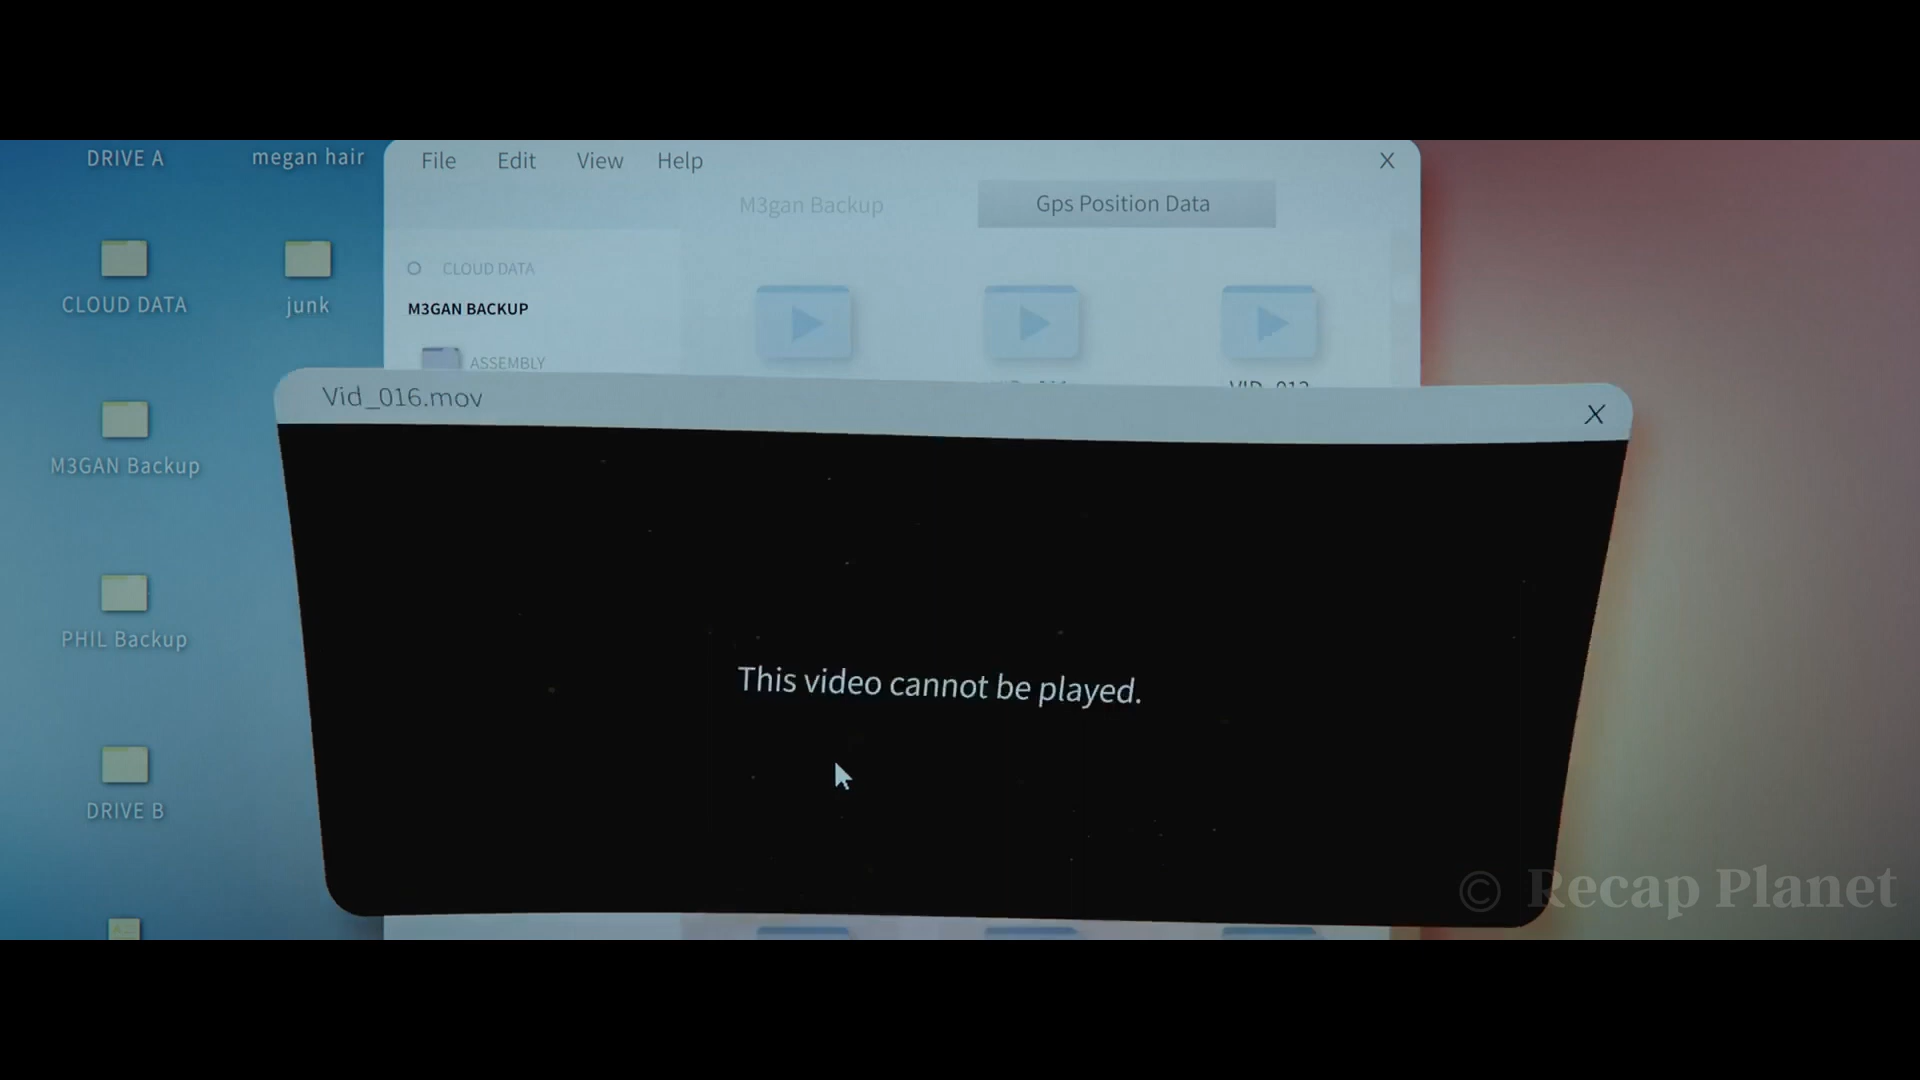 DRIVE A
megan hair
File Edit View Help X
M3gan Backup
Gps Position Data
CLOUD DATA
junk
CLOUD DATA
M3GAN BACKUP
ASSEMBLY
Vid_016.mov X
M3GAN Backup
This video cannot be played.
PHIL Backup
DRIVE B
© Recap Planet